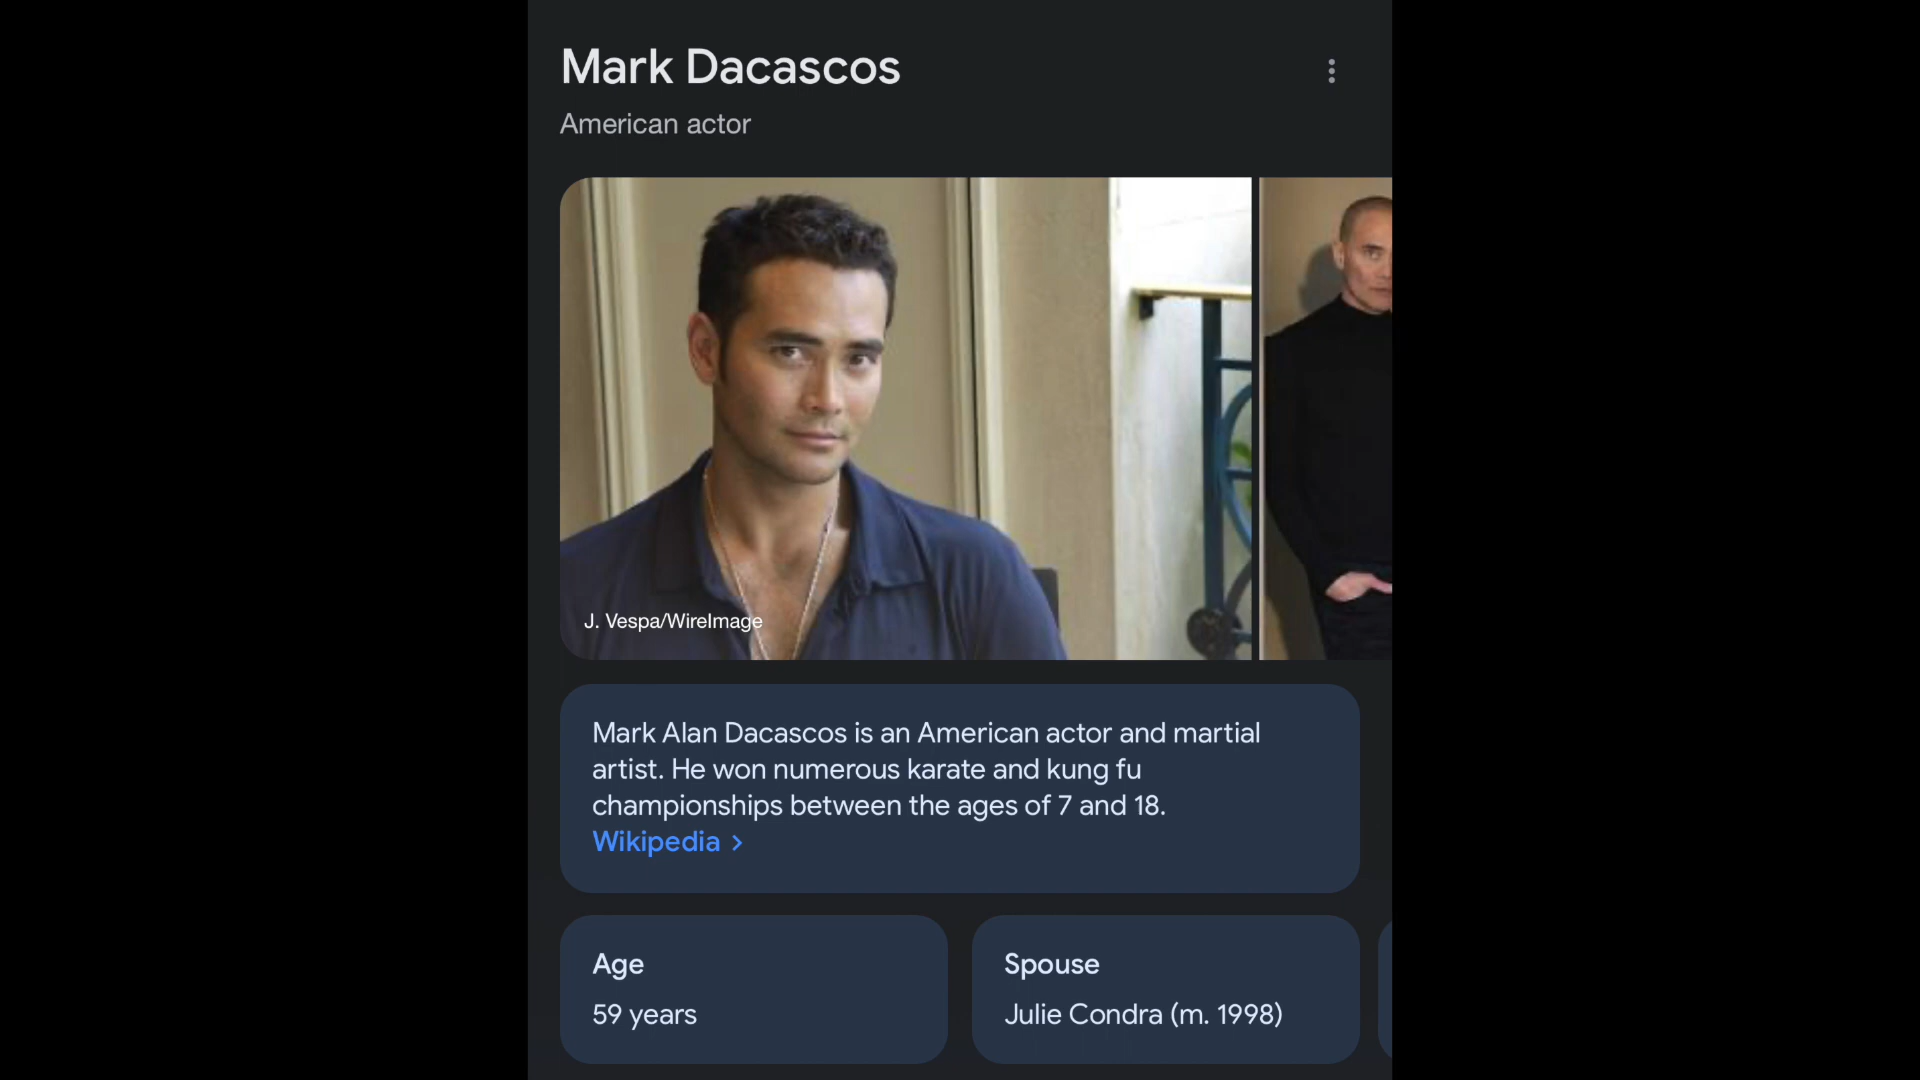 Mark Dacascos
American actor
J. Vespa/WireImage
Mark Alan Dacascos is an American actor and martial
artist. He won numerous karate and kung fu
championships between the ages of 7 and 18.
Wikipedia >
Age
59 years
Spouse
Julie Condra (m. 1998)